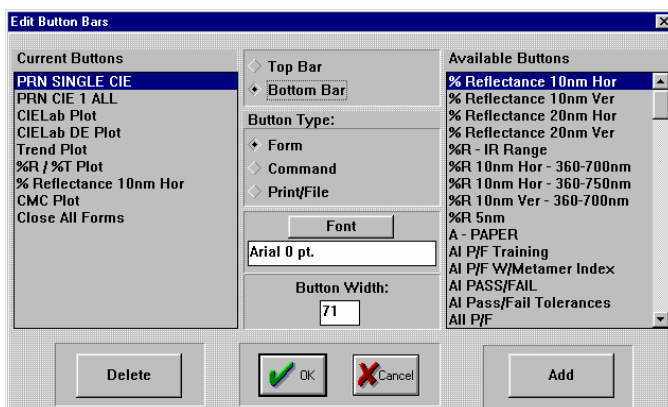 Edit Button Bars
Current Buttons
PRN SINGLE CIE
PRN CIE 1 ALL
CIELab Plot
CIELab DE Plot
Trend Plot
%R / %T Plot
% Reflectance 10nm Hor
CMC Plot
Close All Forms
Top Bar
Bottom Bar
Button Type:
Form
Command
Print/File
Font
Arial 0 pt.
Button Width:
71
Available Buttons
% Reflectance 10nm Hor
% Reflectance 10nm Ver
% Reflectance 20nm Hor
% Reflectance 20nm Ver
%R - IR Range
%R 10nm Hor - 360-700nm
%R 10nm Hor - 360-750nm
%R 10nm Ver - 360-700nm
%R 5nm
A - PAPER
AI P/F Training
AI P/F W/Metamer Index
AI PASS/FAIL
AI Pass/Fail Tolerances
All P/F
Delete
OK
Cancel
Add